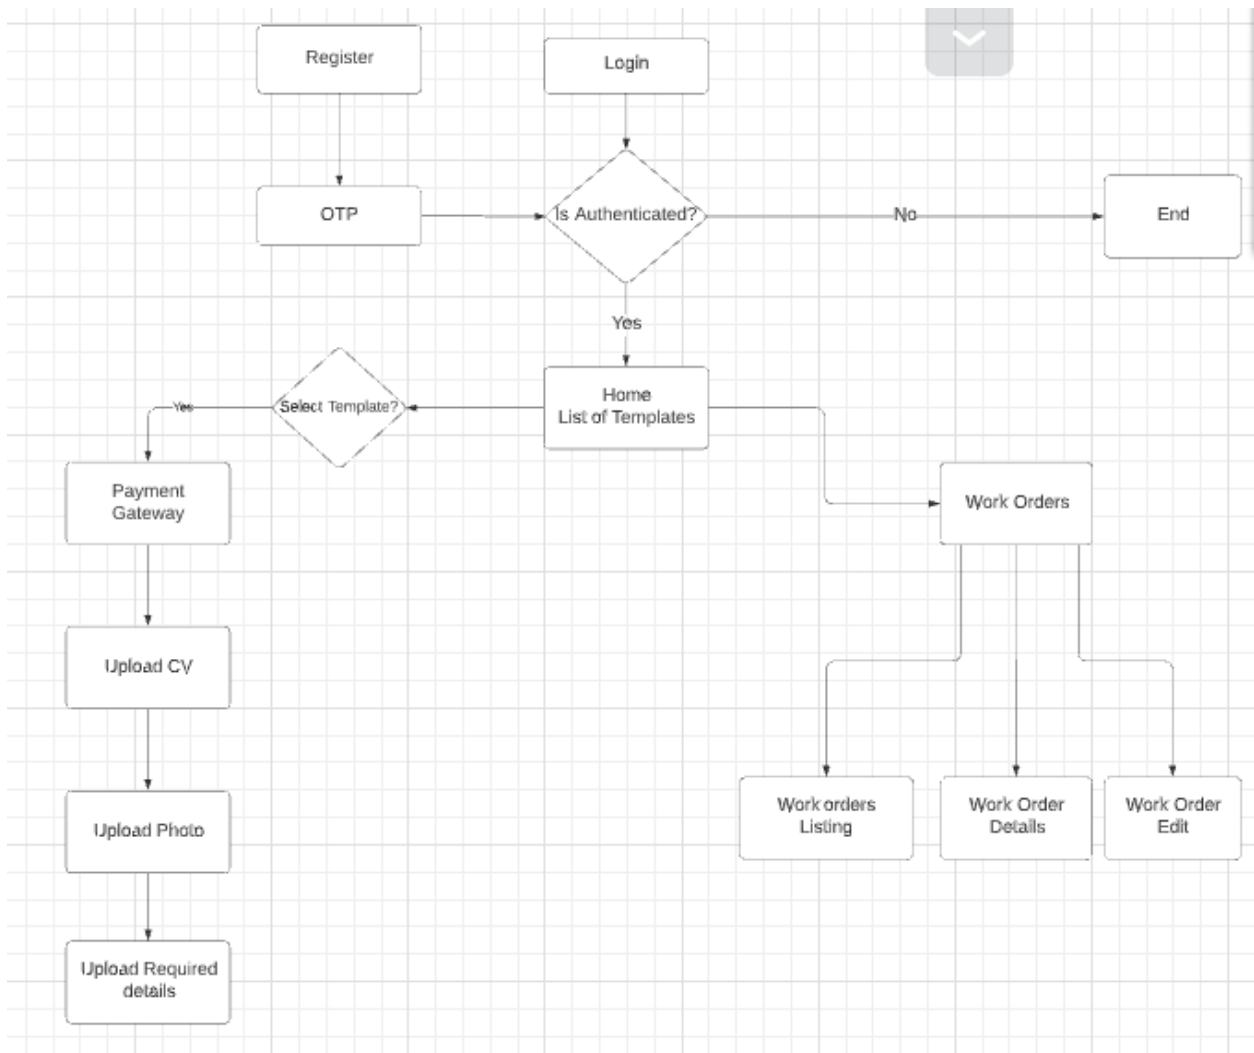 Register
Login
OTP
Is Authenticated?
No
End
Yes
Home
List of Templates
Select Template?
Yes
Payment
Gateway
Work Orders
Upload CV
Upload Photo
Work orders
Listing
Work Order
Details
Work Order
Edit
Upload Required
details